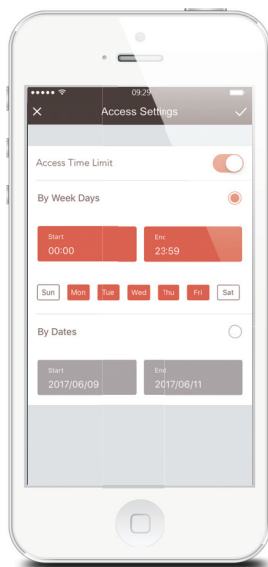 09:29
Access Settings
Access Time Limit
By Week Days
Start End
00:00 23:59
Sun Mon Tue Wed Thu Fri Sat
By Dates
Start End
2017/06/09 2017/06/11